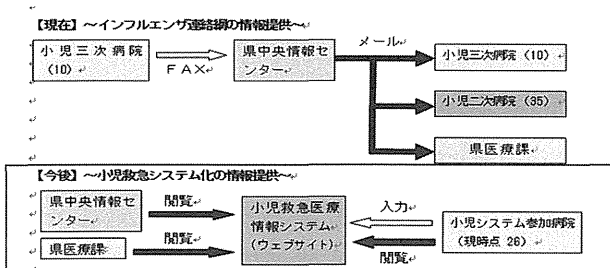 【現在】~インフルエンザ連絡網の情報提供~
小児三次病院
(10)
FAX
県中央情報セ
ンター
メール
小児三次病院(10)
小児二次病院(35)
県医療課
【今後】~小児救急システム化の情報提供~
県中央情報セ
ンター
閲覧
県医療課
閲覧
小児救急医療
情報システム
(ウェブサイト)
入力
閲覧
小児システム参加病院
(現時点 26)